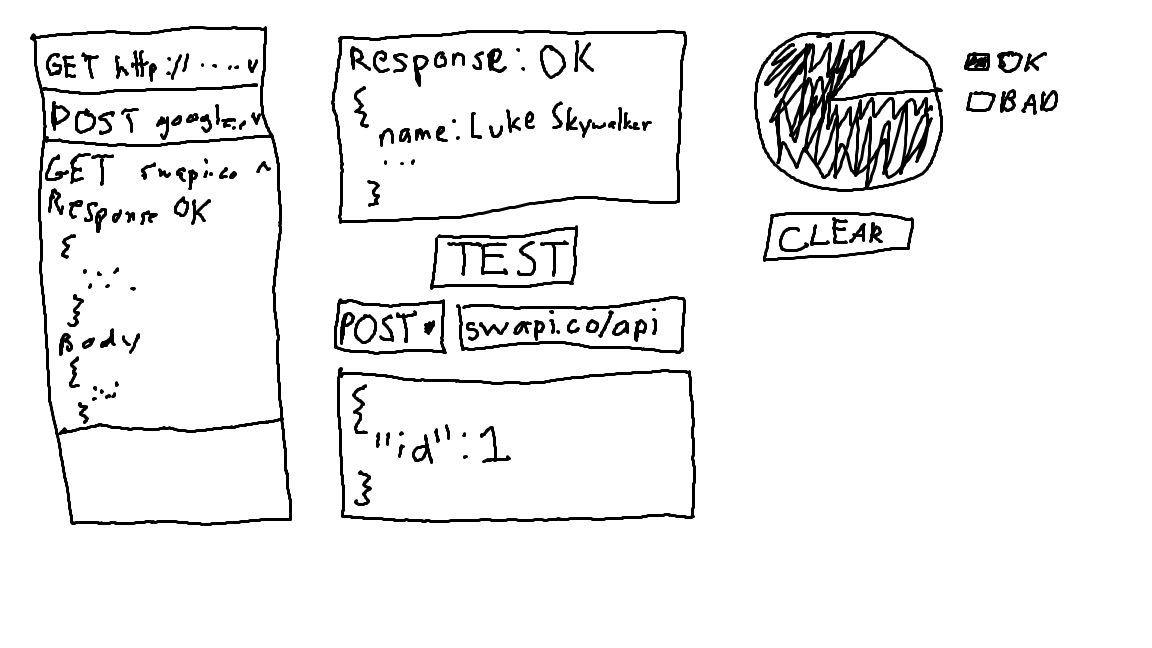 GET http://....v
POST google... v
GET swapi.co ^
Response OK
{
.....
}
Body
{
.....
}
Response: OK
{
name: Luke Skywalker
...
}
TEST
POST
swapi.co/api
{
"id": 1
}
OK
BAD
CLEAR